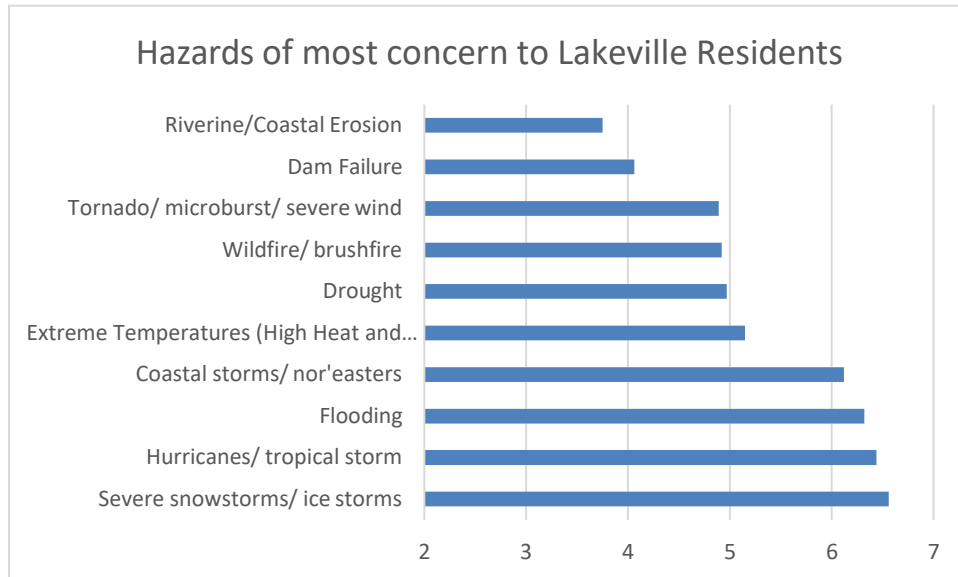 Hazards of most concern to Lakeville Residents
Riverine/Coastal Erosion
Dam Failure
Tornado/ microburst/ severe wind
Wildfire/ brushfire
Drought
Extreme Temperatures (High Heat and...
Coastal storms/ nor'easters
Flooding
Hurricanes/ tropical storm
Severe snowstorms/ ice storms
2 3 4 5 6 7